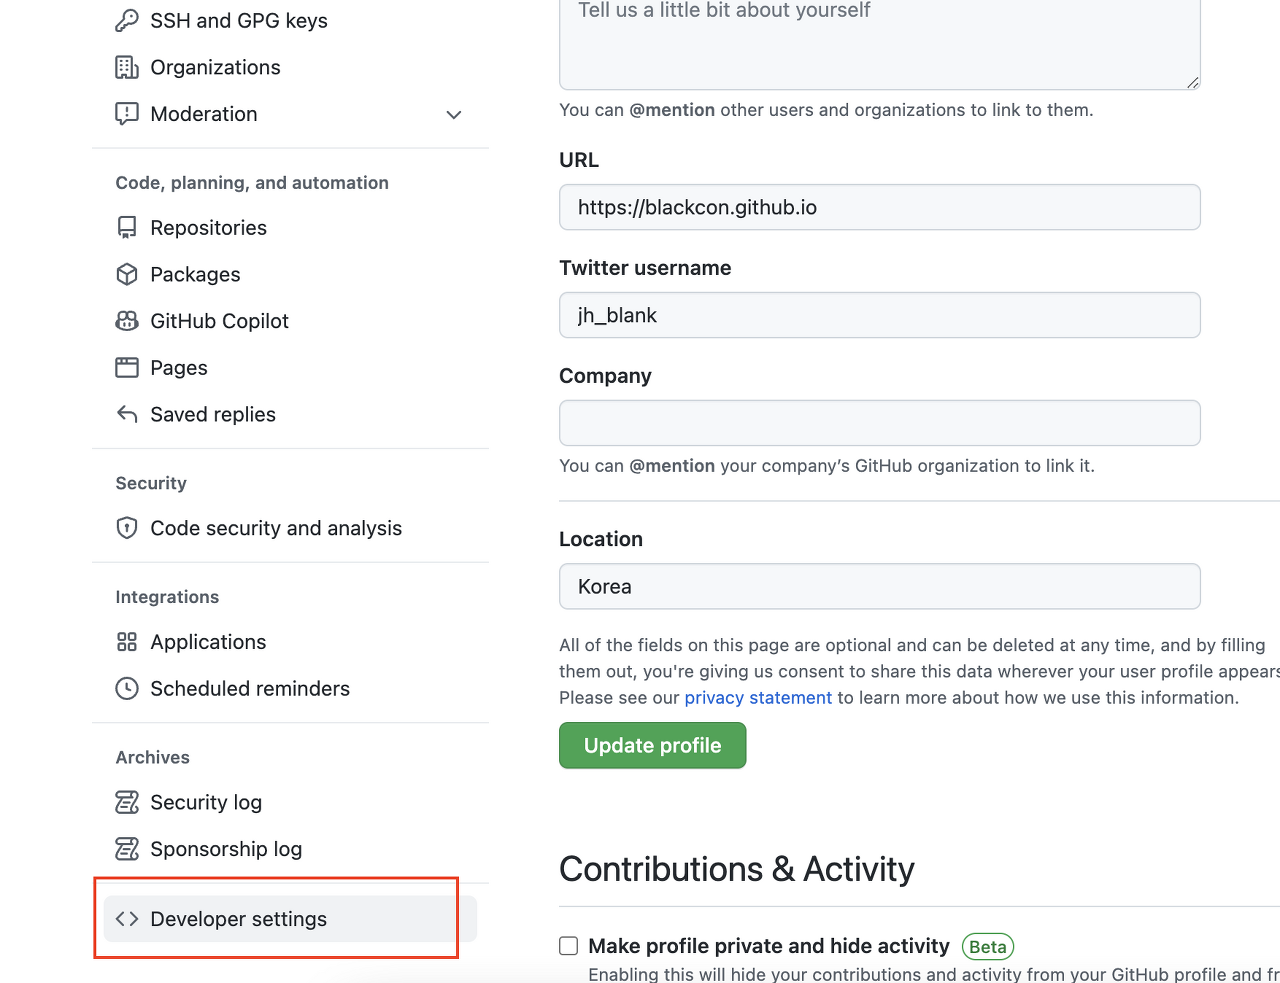 SSH and GPG keys
Organizations
Moderation
Code, planning, and automation
Repositories
Packages
GitHub Copilot
Pages
Saved replies
Security
Code security and analysis
Integrations
Applications
Scheduled reminders
Archives
Security log
Sponsorship log
Developer settings
Tell us a little bit about yourself
You can @mention other users and organizations to link to them.
URL
https://blackcon.github.io
Twitter username
jh_blank
Company
You can @mention your company’s GitHub organization to link it.
Location
Korea
All of the fields on this page are optional and can be deleted at any time, and by filling
them out, you're giving us consent to share this data wherever your user profile appears
Please see our privacy statement to learn more about how we use this information.
Update profile
Contributions & Activity
Make profile private and hide activity Beta
Enabling this will hide your contributions and activity from your GitHub profile and